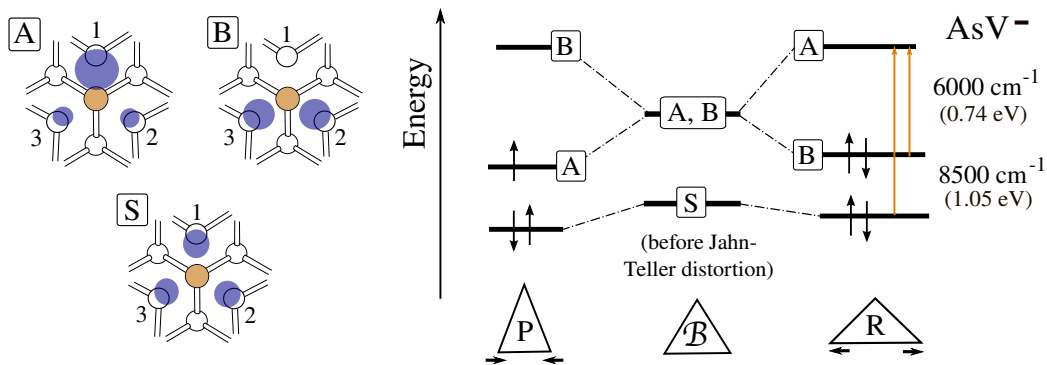 A
1
3
2
B
1
3
2
S
1
3
2
Energy
B
A
A, B
S
(before Jahn-
Teller distortion)
A
B
AsV⁻
6000 cm⁻¹
(0.74 eV)
8500 cm⁻¹
(1.05 eV)
P
ℬ
R